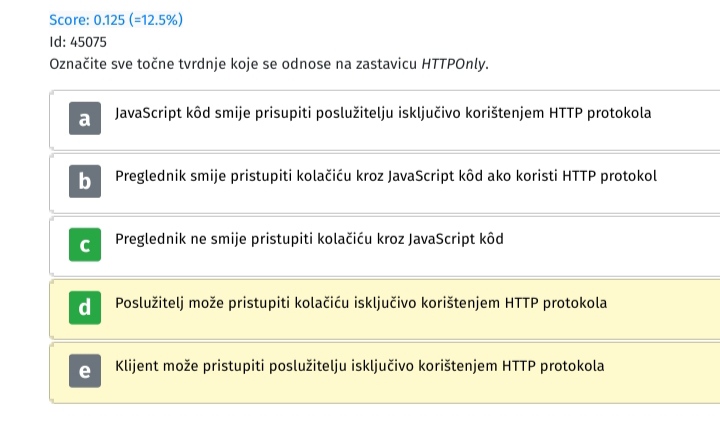 Score: 0.125 (=12.5%)
Id: 45075
Označite sve točne tvrdnje koje se odnose na zastavicu HTTPOnly.
a JavaScript kôd smije prisupiti poslužitelju isključivo korištenjem HTTP protokola
b Preglednik smije pristupiti kolačiću kroz JavaScript kôd ako koristi HTTP protokol
c Preglednik ne smije pristupiti kolačiću kroz JavaScript kôd
d Poslužitelj može pristupiti kolačiću isključivo korištenjem HTTP protokola
e Klijent može pristupiti poslužitelju isključivo korištenjem HTTP protokola